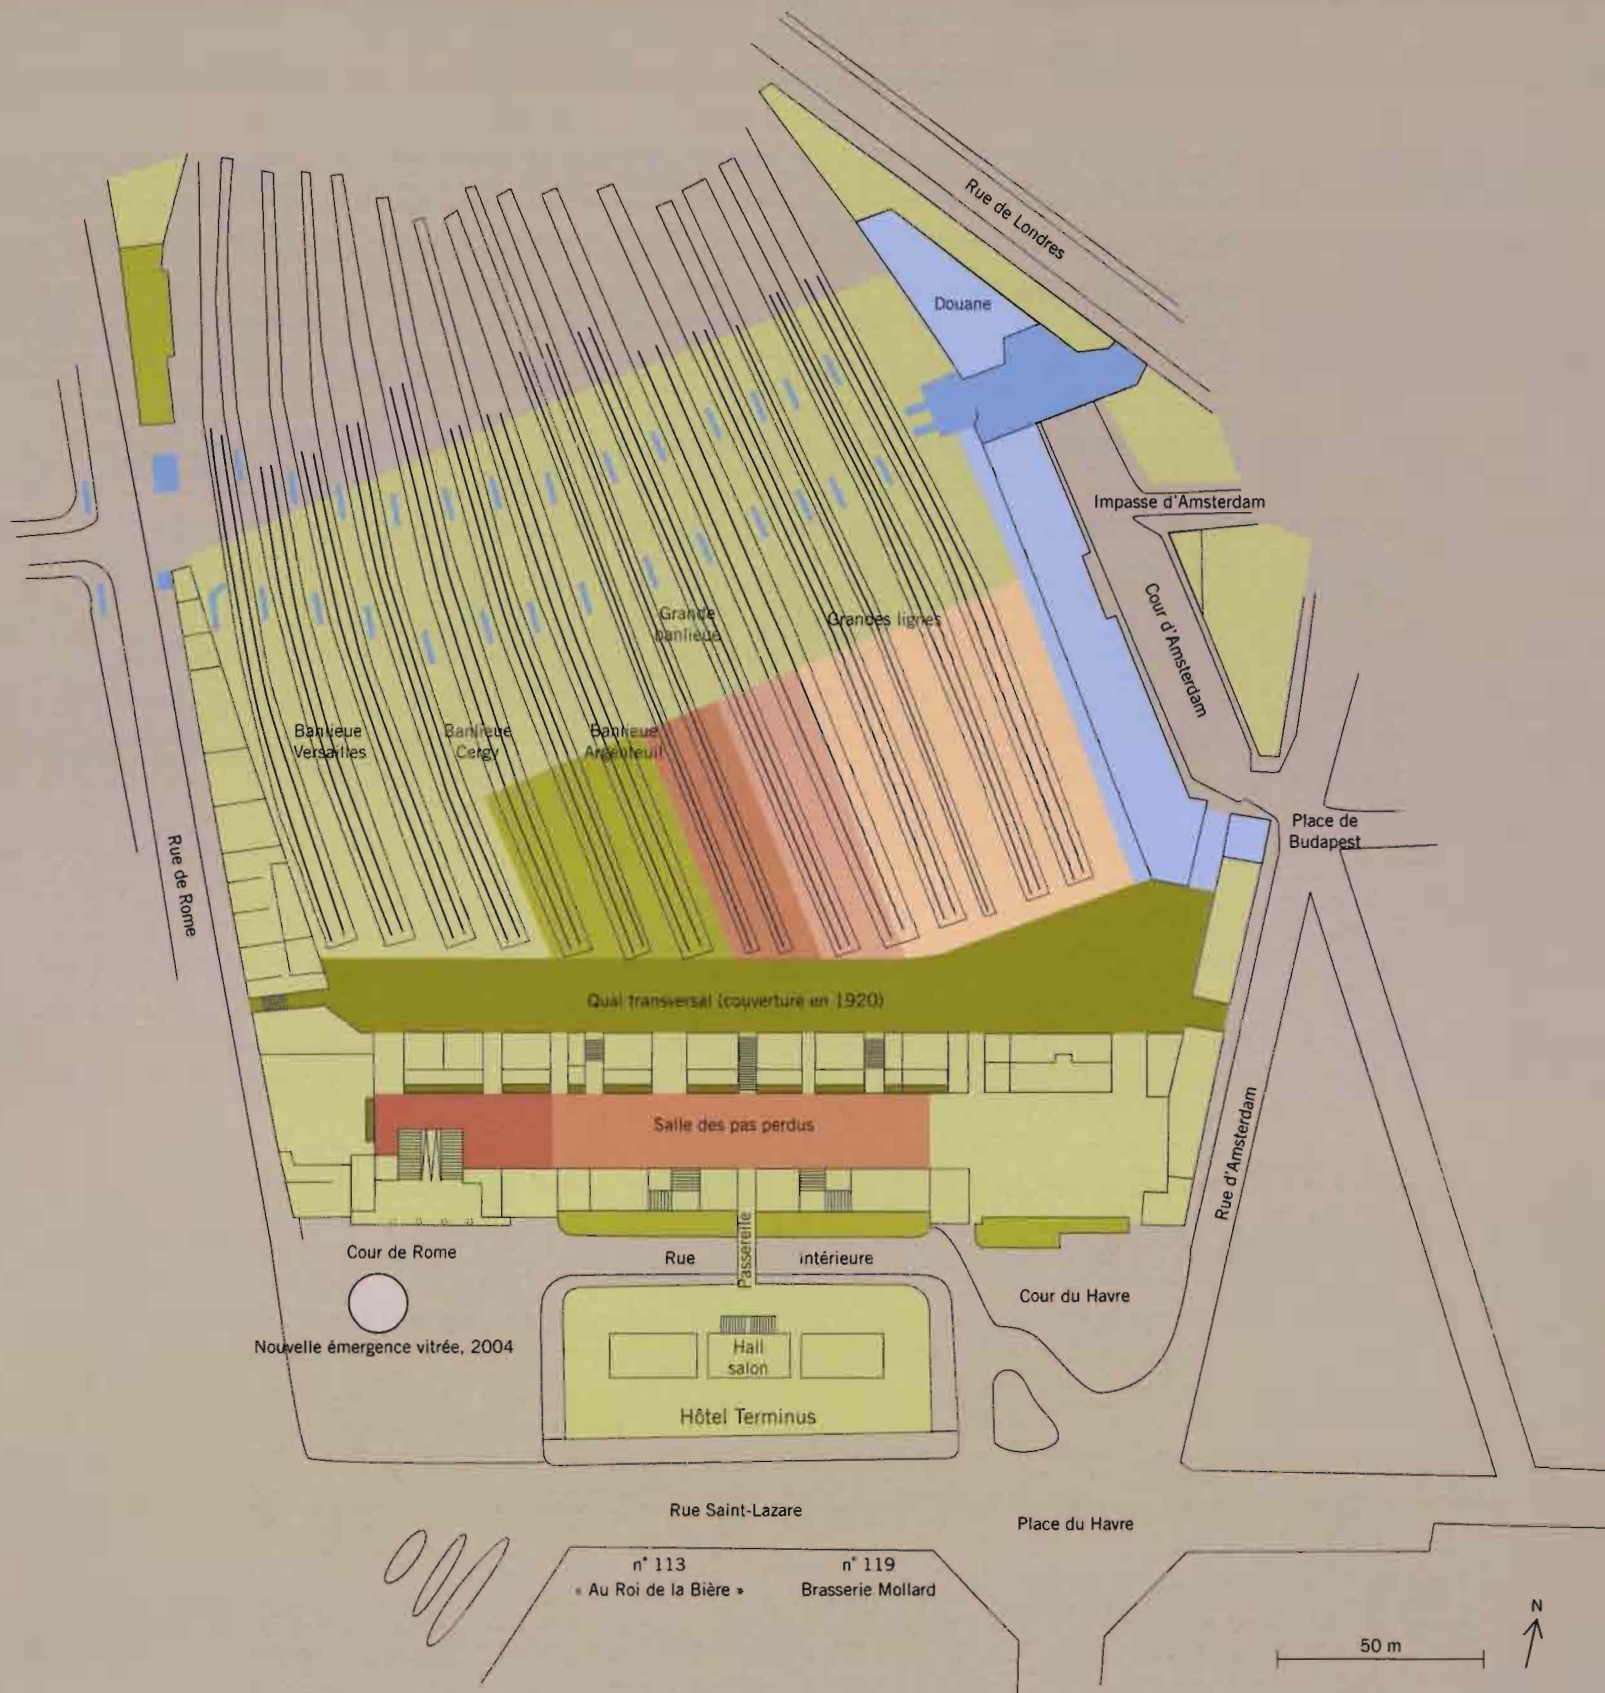 Rue de Londres
Douane
Impasse d'Amsterdam
Cour d'Amsterdam
Grande
banlieue
Grandes lignes
Banlieue
Versailles
Banlieue
Cergy
Banlieue
Argenteuil
Place de
Budapest
Rue de Rome
Quai transversal (couverture en 1920)
Salle des pas perdus
Rue d'Amsterdam
Cour de Rome
Rue
Passerelle
intérieure
Cour du Havre
Nouvelle émergence vitrée, 2004
Hall
salon
Hôtel Terminus
Rue Saint-Lazare
Place du Havre
n° 113
« Au Roi de la Bière »
n° 119
Brasserie Mollard
N
50 m